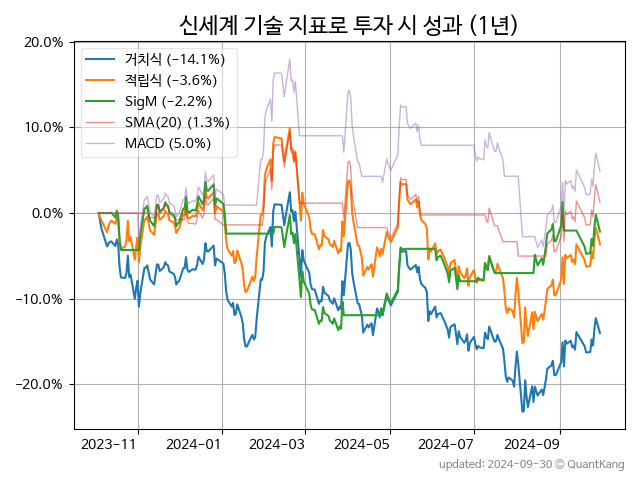 신세계 기술 지표로 투자 시 성과 (1년)
20.0%
10.0%
0.0%
−10.0%
−20.0%
거치식 (−14.1%)
적립식 (−3.6%)
SigM (−2.2%)
SMA(20) (1.3%)
MACD (5.0%)
2023-11 2024-01 2024-03 2024-05 2024-07 2024-09
updated: 2024-09-30 © QuantKang